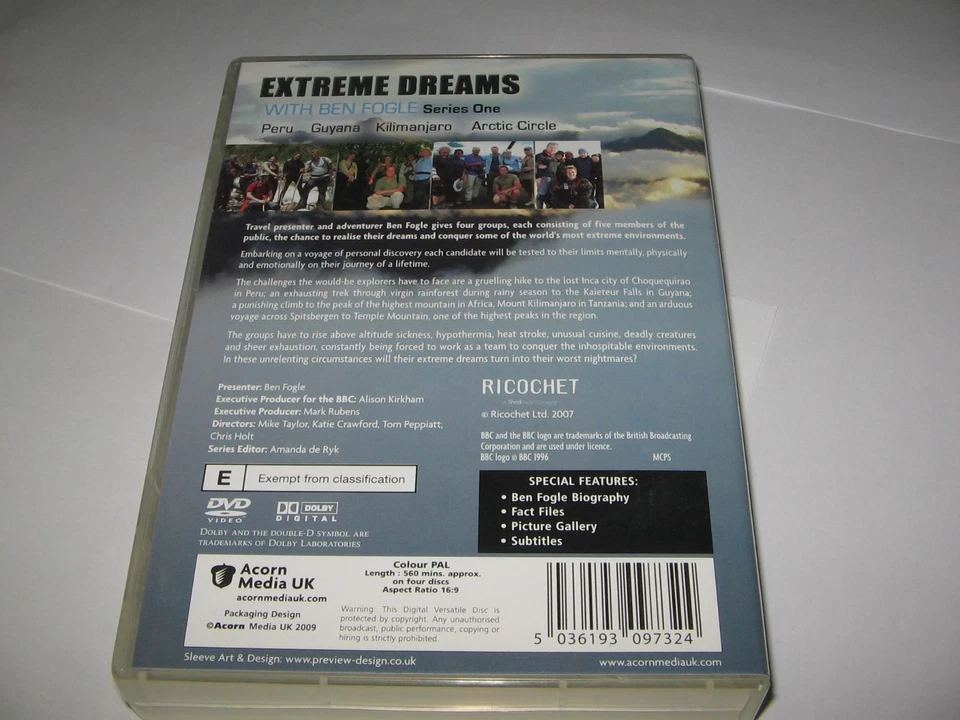 EXTREME DREAMS
WITH BEN FOGLE Series One
Peru Guyana Kilimanjaro Arctic Circle
Travel presenter and adventurer Ben Fogle gives four groups, each consisting of five members of the
public, the chance to realise their dreams and conquer some of the world's most extreme environments.
Embarking on a voyage of personal discovery each candidate will be tested to their limits mentally, physically
and emotionally on their journey of a lifetime.
The challenges the would-be explorers have to face are a gruelling hike to the lost Inca city of Choquequirao
in Peru; an exhausting trek through virgin rainforest during rainy season to the Kaieteur Falls in Guyana;
a punishing climb to the peak of the highest mountain in Africa, Mount Kilimanjaro in Tanzania; and an arduous
voyage across Spitsbergen to Temple Mountain, one of the highest peaks in the region.
The groups have to rise above altitude sickness, hypothermia, heat stroke, unusual cuisine, deadly creatures
and sheer exhaustion, constantly being forced to work as a team to conquer the inhospitable environments.
In these unrelenting circumstances will their extreme dreams turn into their worst nightmares?
Presenter: Ben Fogle
Executive Producer for the BBC: Alison Kirkham
Executive Producer: Mark Rubens
Directors: Mike Taylor, Katie Crawford, Tom Peppiatt,
Chris Holt
Series Editor: Amanda de Ryk
RICOCHET
© Ricochet Ltd. 2007
BBC and the BBC logo are trademarks of the British Broadcasting
Corporation and are used under licence.
BBC logo © BBC 1996 MCPS
E Exempt from classification
DVD VIDEO
DOLBY DIGITAL
DOLBY AND THE DOUBLE-D SYMBOL ARE
TRADEMARKS OF DOLBY LABORATORIES
SPECIAL FEATURES:
• Ben Fogle Biography
• Fact Files
• Picture Gallery
• Subtitles
Acorn
Media UK
acornmediauk.com
Packaging Design
©Acorn Media UK 2009
Colour PAL
Length : 560 mins. approx.
on four discs
Aspect Ratio 16:9
Warning: This Digital Versatile Disc is
protected by copyright. Any unauthorised
broadcast, public performance, copying or
hiring is strictly prohibited.
5 036193 097324
Sleeve Art & Design: www.preview-design.co.uk
www.acornmediauk.com